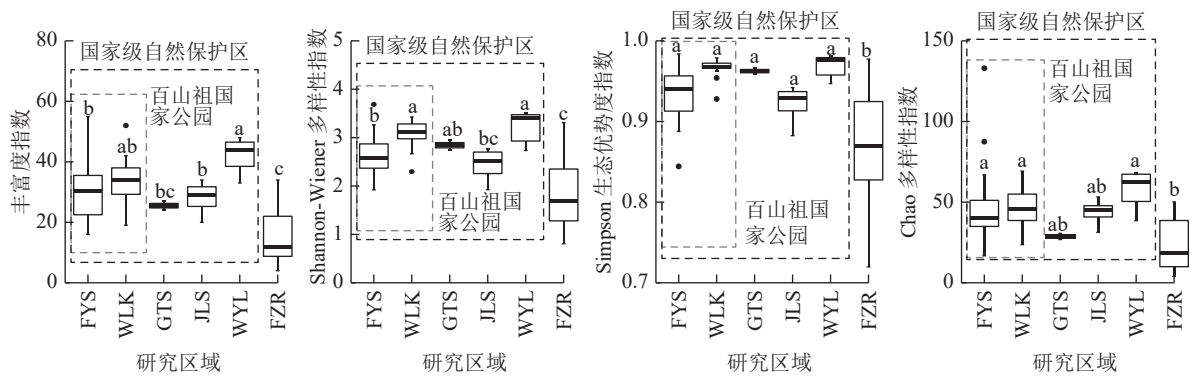 国家级自然保护区
百山祖国
家公园
丰富度指数
80
60
40
20
0
b
ab
bc
b
a
c
FYS
WLK
GTS
JLS
WYL
FZR
研究区域
国家级自然保护区
百山祖国
家公园
Shannon-Wiener 多样性指数
5
4
3
2
1
0
b
a
ab
bc
a
c
FYS
WLK
GTS
JLS
WYL
FZR
研究区域
国家级自然保护区
百山祖国
家公园
Simpson 生态优势度指数
1.0
0.9
0.8
0.7
a
a
a
a
a
b
FYS
WLK
GTS
JLS
WYL
FZR
研究区域
国家级自然保护区
百山祖国
家公园
Chao 多样性指数
150
100
50
0
a
a
ab
ab
a
b
FYS
WLK
GTS
JLS
WYL
FZR
研究区域